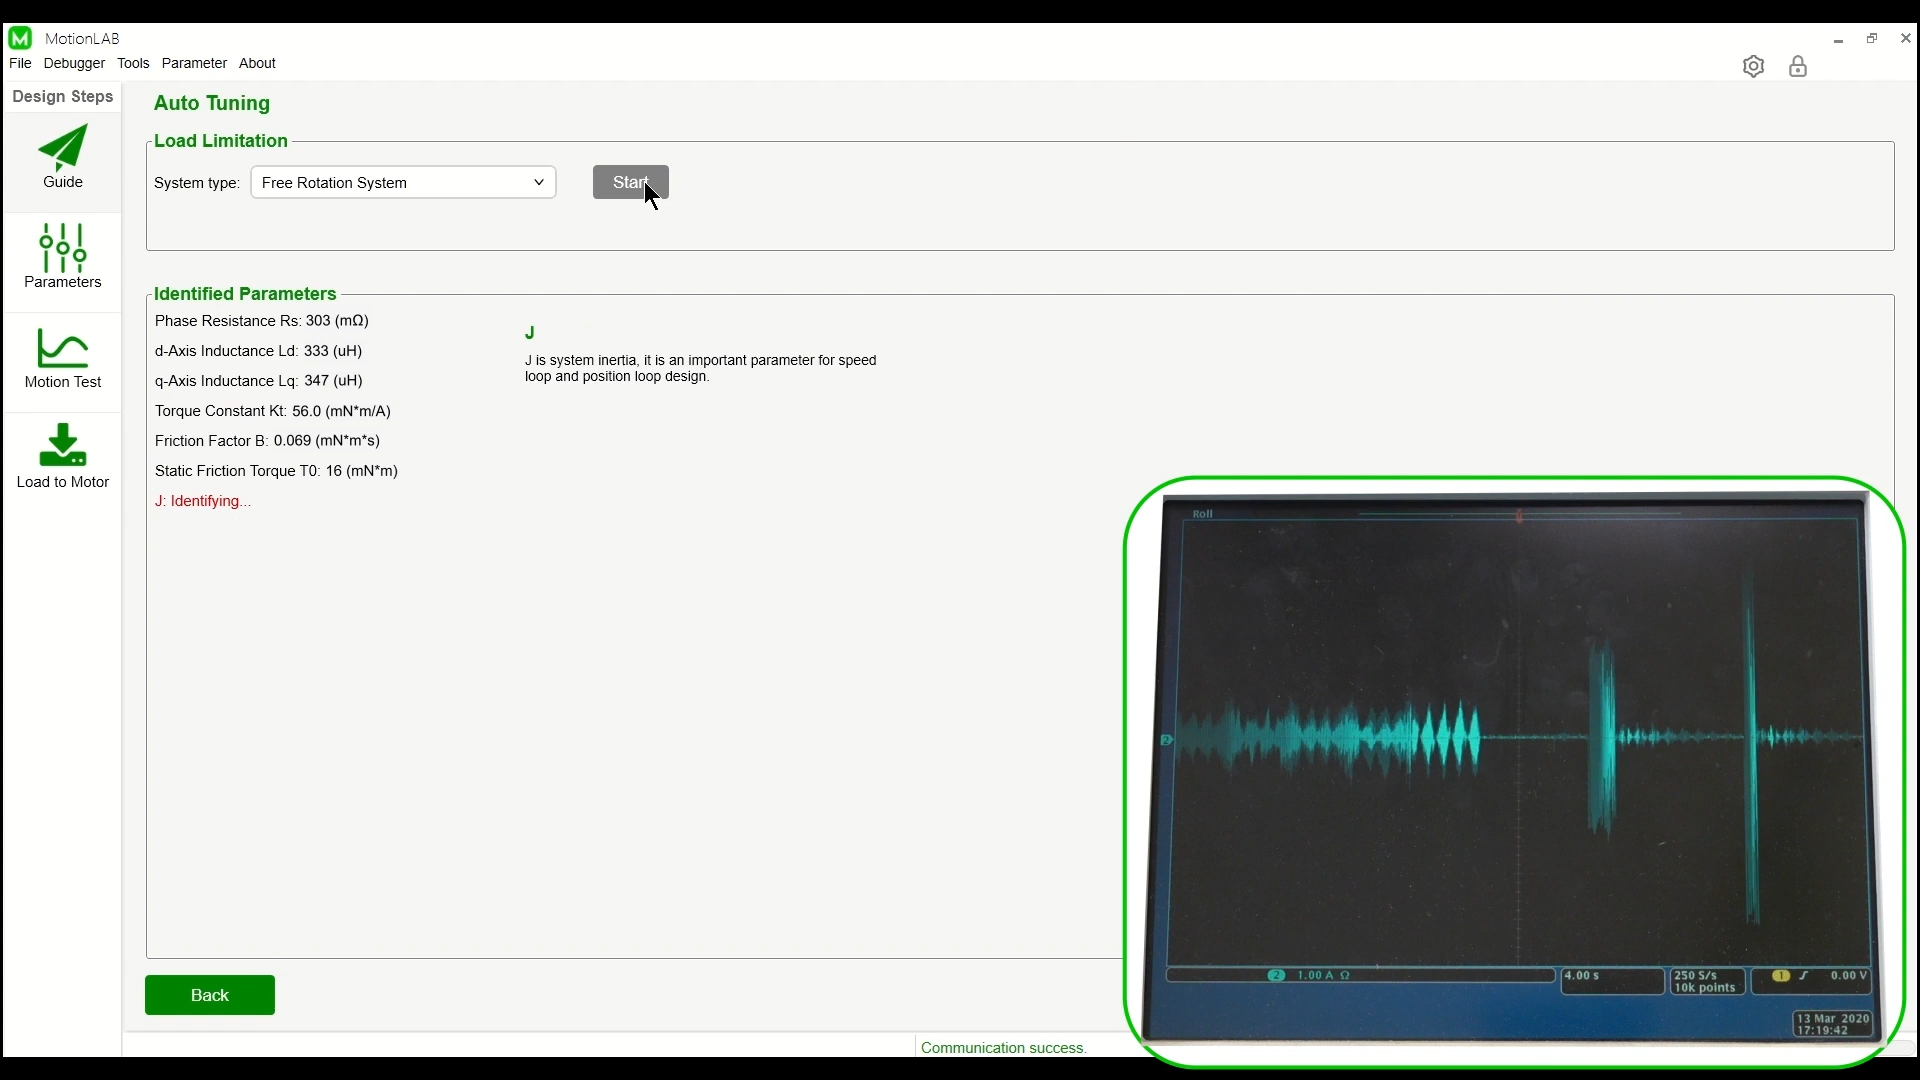 MotionLAB
File Debugger Tools Parameter About
Design Steps
Guide
Parameters
Motion Test
Load to Motor
Auto Tuning
Load Limitation
System type: Free Rotation System
Start
Identified Parameters
Phase Resistance Rs: 303 (mΩ)
d-Axis Inductance Ld: 333 (uH)
q-Axis Inductance Lq: 347 (uH)
Torque Constant Kt: 56.0 (mN*m/A)
Friction Factor B: 0.069 (mN*m*s)
Static Friction Torque T0: 16 (mN*m)
J: Identifying...
J
J is system inertia, it is an important parameter for speed
loop and position loop design.
Back
Communication success.
Roll
2
2 1.00 A Ω
4.00 s
250 S/s
10k points
1 0.00 V
13 Mar 2020
17:19:42